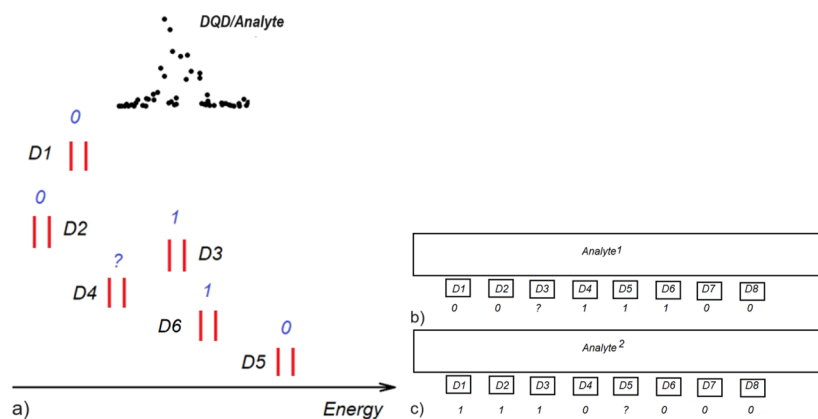 DQD/Analyte
0
D1
0
D2
1
D3
?
D4
1
D6
0
D5
a)
Energy
Analyte1
D1 D2 D3 D4 D5 D6 D7 D8
0 0 ? 1 1 1 0 0
b)
Analyte2
D1 D2 D3 D4 D5 D6 D7 D8
1 1 1 0 ? 0 0 0
c)